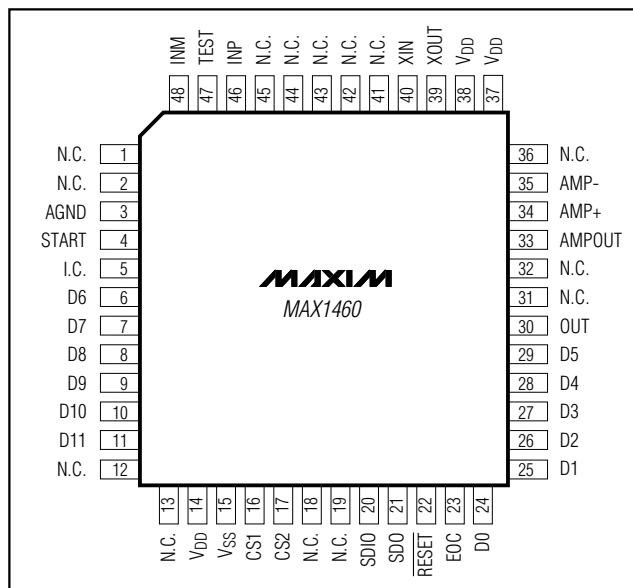 INM
TEST
INP
N.C.
N.C.
N.C.
N.C.
N.C.
XIN
XOUT
VDD
VDD
48
47
46
45
44
43
42
41
40
39
38
37
N.C. 1
N.C. 2
AGND 3
START 4
I.C. 5
D6 6
D7 7
D8 8
D9 9
D10 10
D11 11
N.C. 12
MAXIM
MAX1460
36 N.C.
35 AMP-
34 AMP+
33 AMPOUT
32 N.C.
31 N.C.
30 OUT
29 D5
28 D4
27 D3
26 D2
25 D1
13
14
15
16
17
18
19
20
21
22
23
24
N.C.
VDD
VSS
CS1
CS2
N.C.
N.C.
SDIO
SDO
RESET
EOC
D0